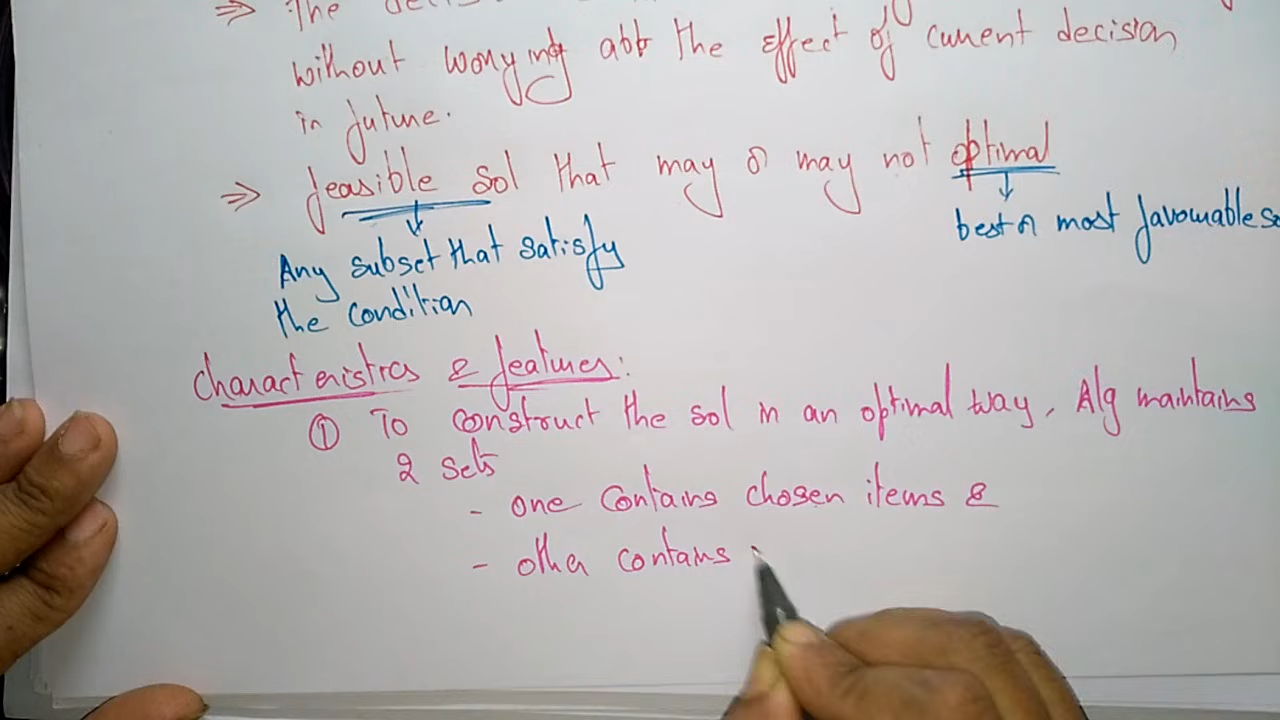 ⇒ The
without worrying abt the effect of current decision
in future.
⇒ feasible sol that may or may not optimal
best or most favourable
Any subset that satisfy
the condition
Characteristics & features:
① To construct the sol in an optimal way, Alg maintains
2 sets
- one contains chosen items &
- other contains